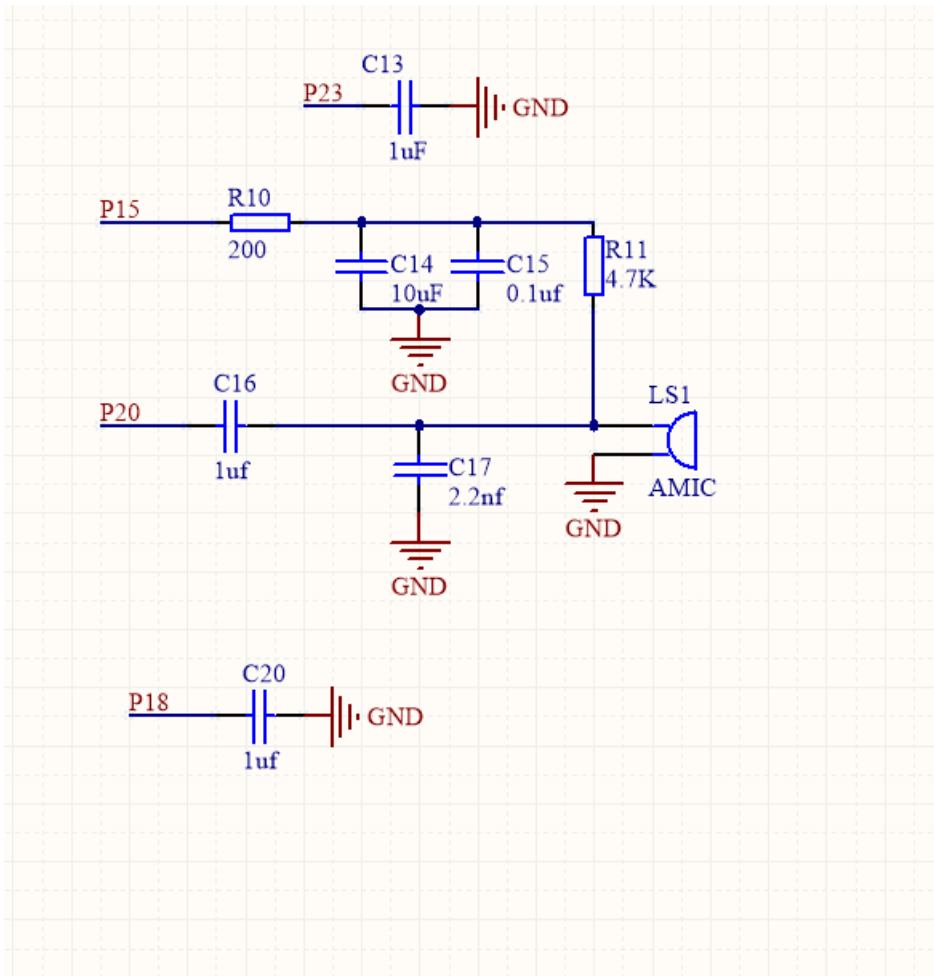 C13
P23
GND
1uF
R10
P15
200
R11
4.7K
C14
10uF
C15
0.1uf
GND
C16
P20
1uf
LS1
C17
2.2nf
AMIC
GND
GND
C20
P18
GND
1uf